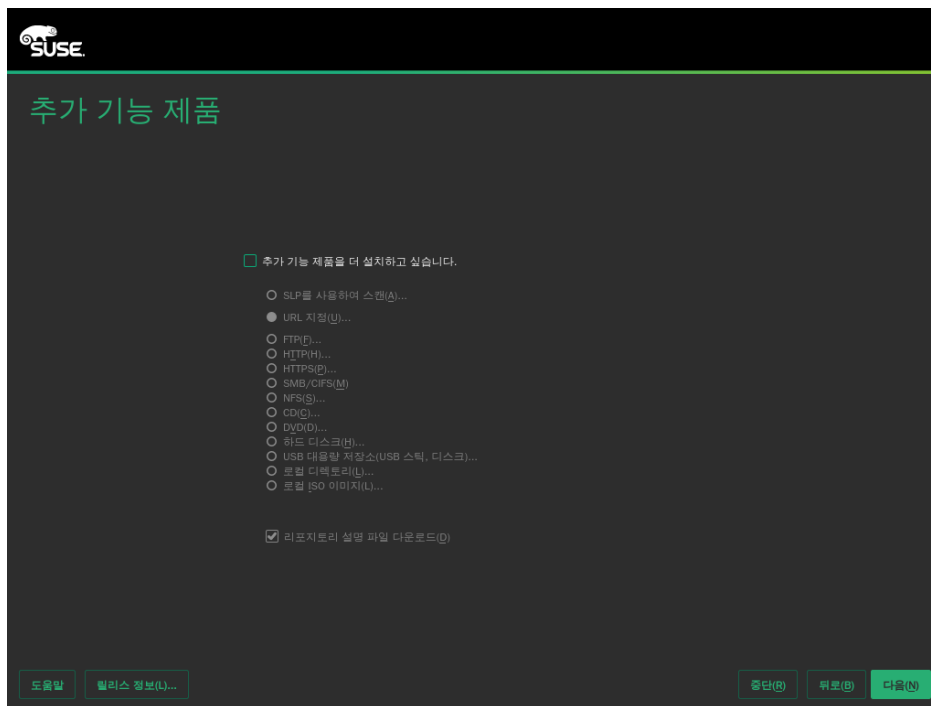 SUSE.
추가 기능 제품
추가 기능 제품을 더 설치하고 싶습니다.
SLP를 사용하여 스캔(A)...
URL 지정(U)...
FTP(F)...
HTTP(H)...
HTTPS(P)...
SMB/CIFS(M)
NFS(S)...
CD(C)...
DVD(D)...
하드 디스크(H)...
USB 대용량 저장소(USB 스틱, 디스크)...
로컬 디렉토리(L)...
로컬 ISO 이미지(L)...
리포지토리 설명 파일 다운로드(D)
도움말 릴리스 정보(L)... 중단(R) 뒤로(B) 다음(N)